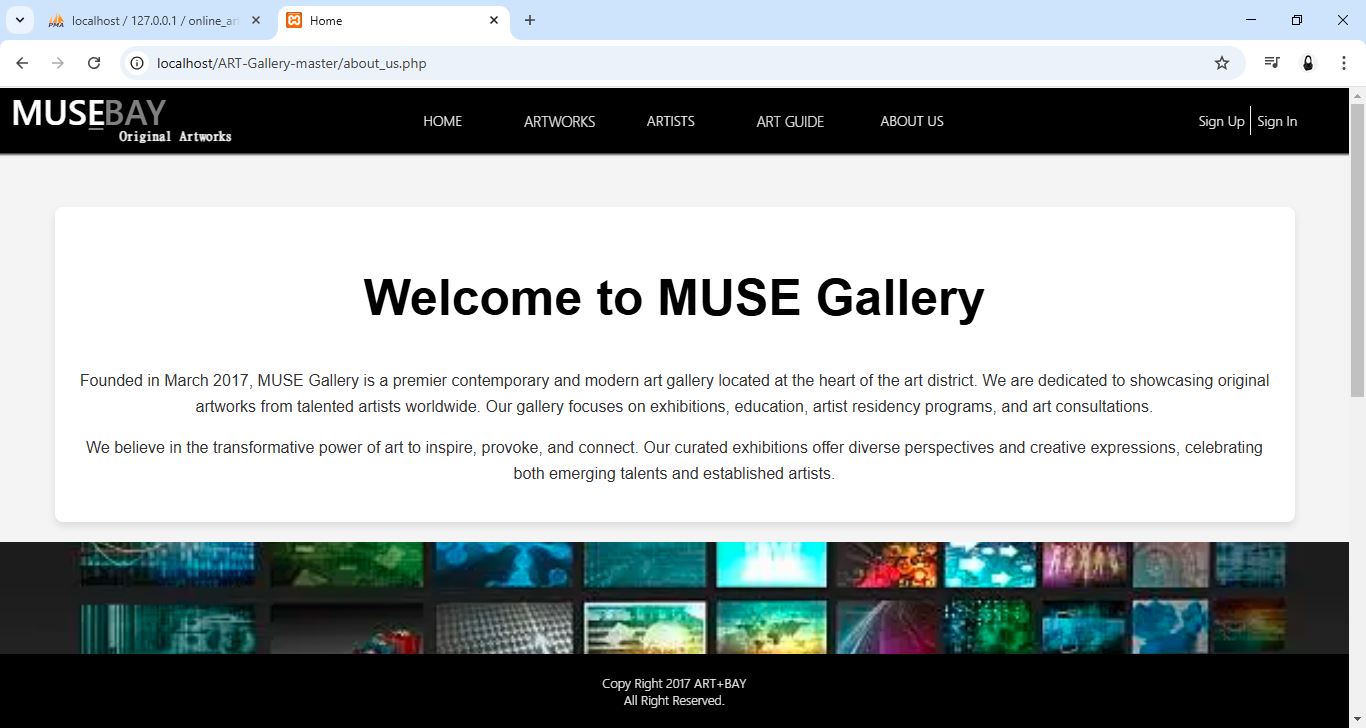 localhost / 127.0.0.1 / online_ar
Home
localhost/ART-Gallery-master/about_us.php
MUSEBAY
Original Artworks
HOME
ARTWORKS
ARTISTS
ART GUIDE
ABOUT US
Sign Up
Sign In
Welcome to MUSE Gallery
Founded in March 2017, MUSE Gallery is a premier contemporary and modern art gallery located at the heart of the art district. We are dedicated to showcasing original
artworks from talented artists worldwide. Our gallery focuses on exhibitions, education, artist residency programs, and art consultations.
We believe in the transformative power of art to inspire, provoke, and connect. Our curated exhibitions offer diverse perspectives and creative expressions, celebrating
both emerging talents and established artists.
Copy Right 2017 ART+BAY
All Right Reserved.